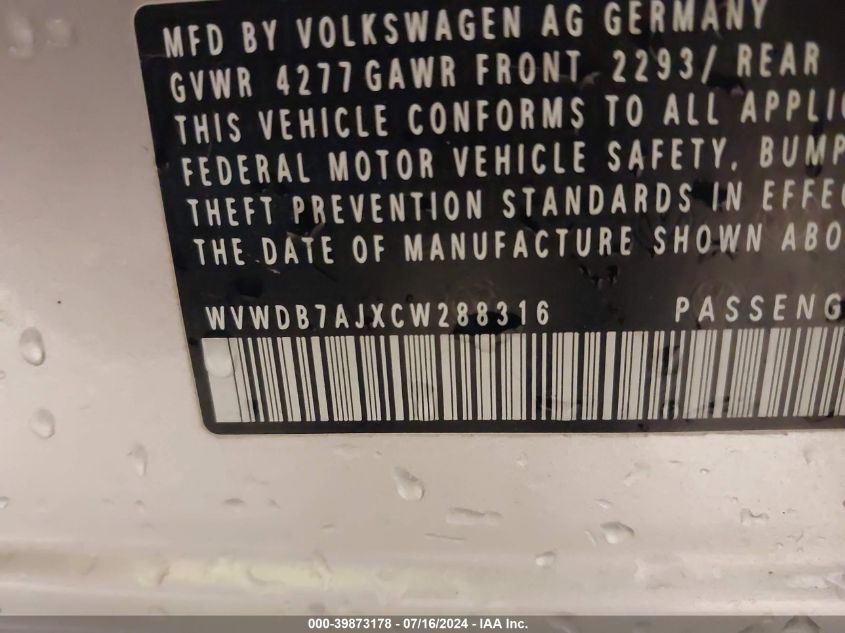 MFD BY VOLKSWAGEN AG GERMANY
GVWR 4277 GAWR FRONT 2293/ REAR
THIS VEHICLE CONFORMS TO ALL APPLIC
FEDERAL MOTOR VEHICLE SAFETY, BUMP
THEFT PREVENTION STANDARDS IN EFFEC
THE DATE OF MANUFACTURE SHOWN ABO
WVWDB7AJXCW288316 PASSENG
000-39873178 - 07/16/2024 - IAA Inc.